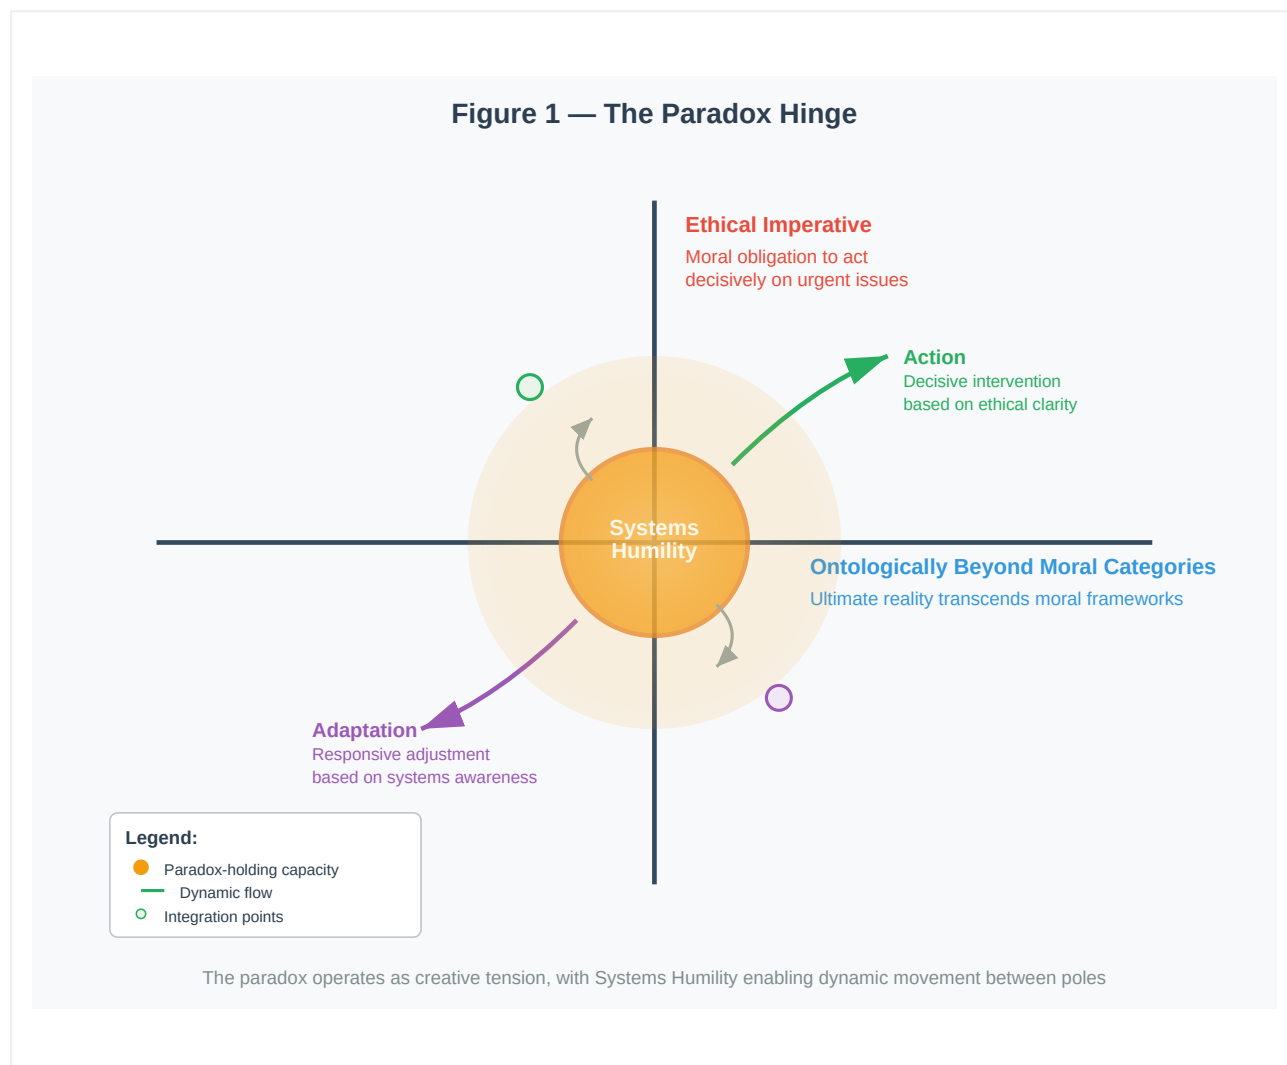 Figure 1 — The Paradox Hinge
Ethical Imperative
Moral obligation to act
decisively on urgent issues
Action
Decisive intervention
based on ethical clarity
Systems
Humility
Ontologically Beyond Moral Categories
Ultimate reality transcends moral frameworks
Adaptation
Responsive adjustment
based on systems awareness
Legend:
Paradox-holding capacity
Dynamic flow
Integration points
The paradox operates as creative tension, with Systems Humility enabling dynamic movement between poles